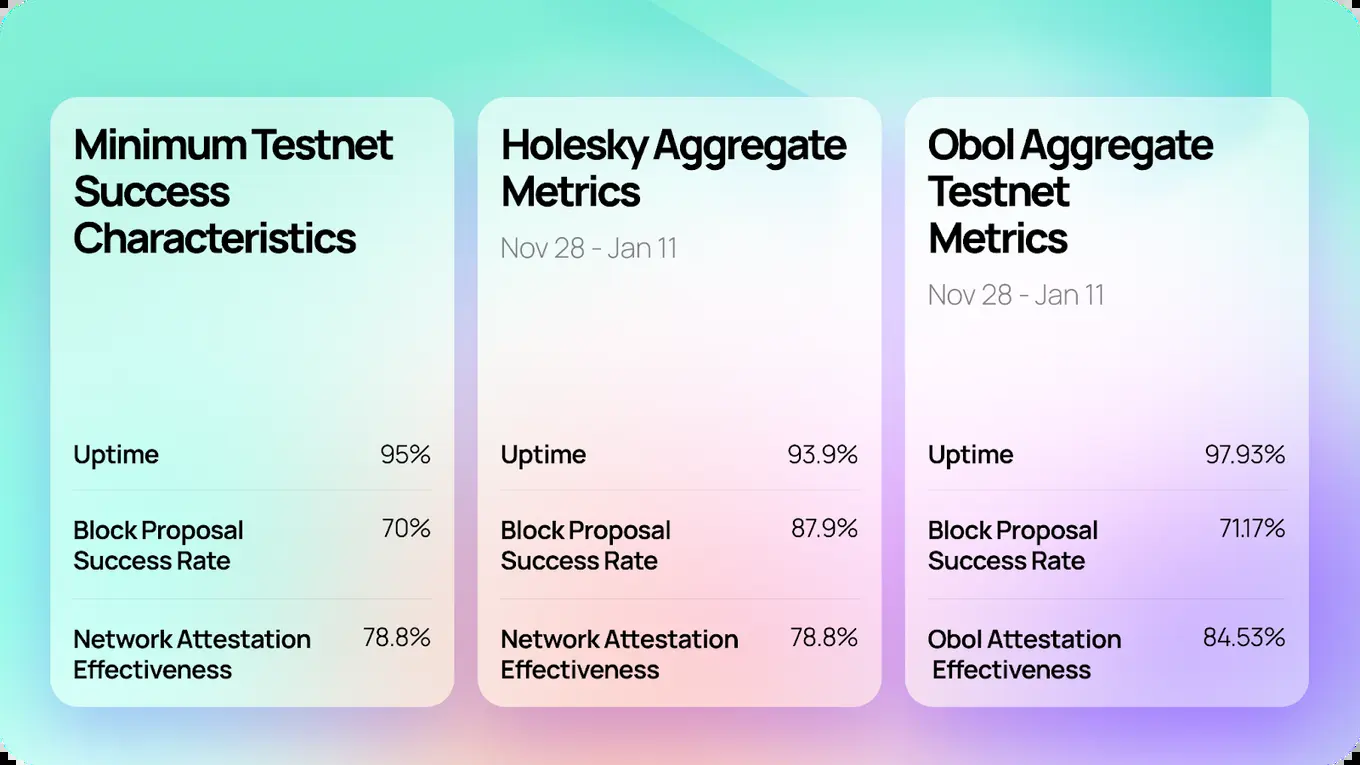 Minimum Testnet
Success
Characteristics
Uptime 95%
Block Proposal 70%
Success Rate
Network Attestation 78.8%
Effectiveness
Holesky Aggregate
Metrics
Nov 28 - Jan 11
Uptime 93.9%
Block Proposal 87.9%
Success Rate
Network Attestation 78.8%
Effectiveness
Obol Aggregate
Testnet
Metrics
Nov 28 - Jan 11
Uptime 97.93%
Block Proposal 71.17%
Success Rate
Obol Attestation 84.53%
Effectiveness